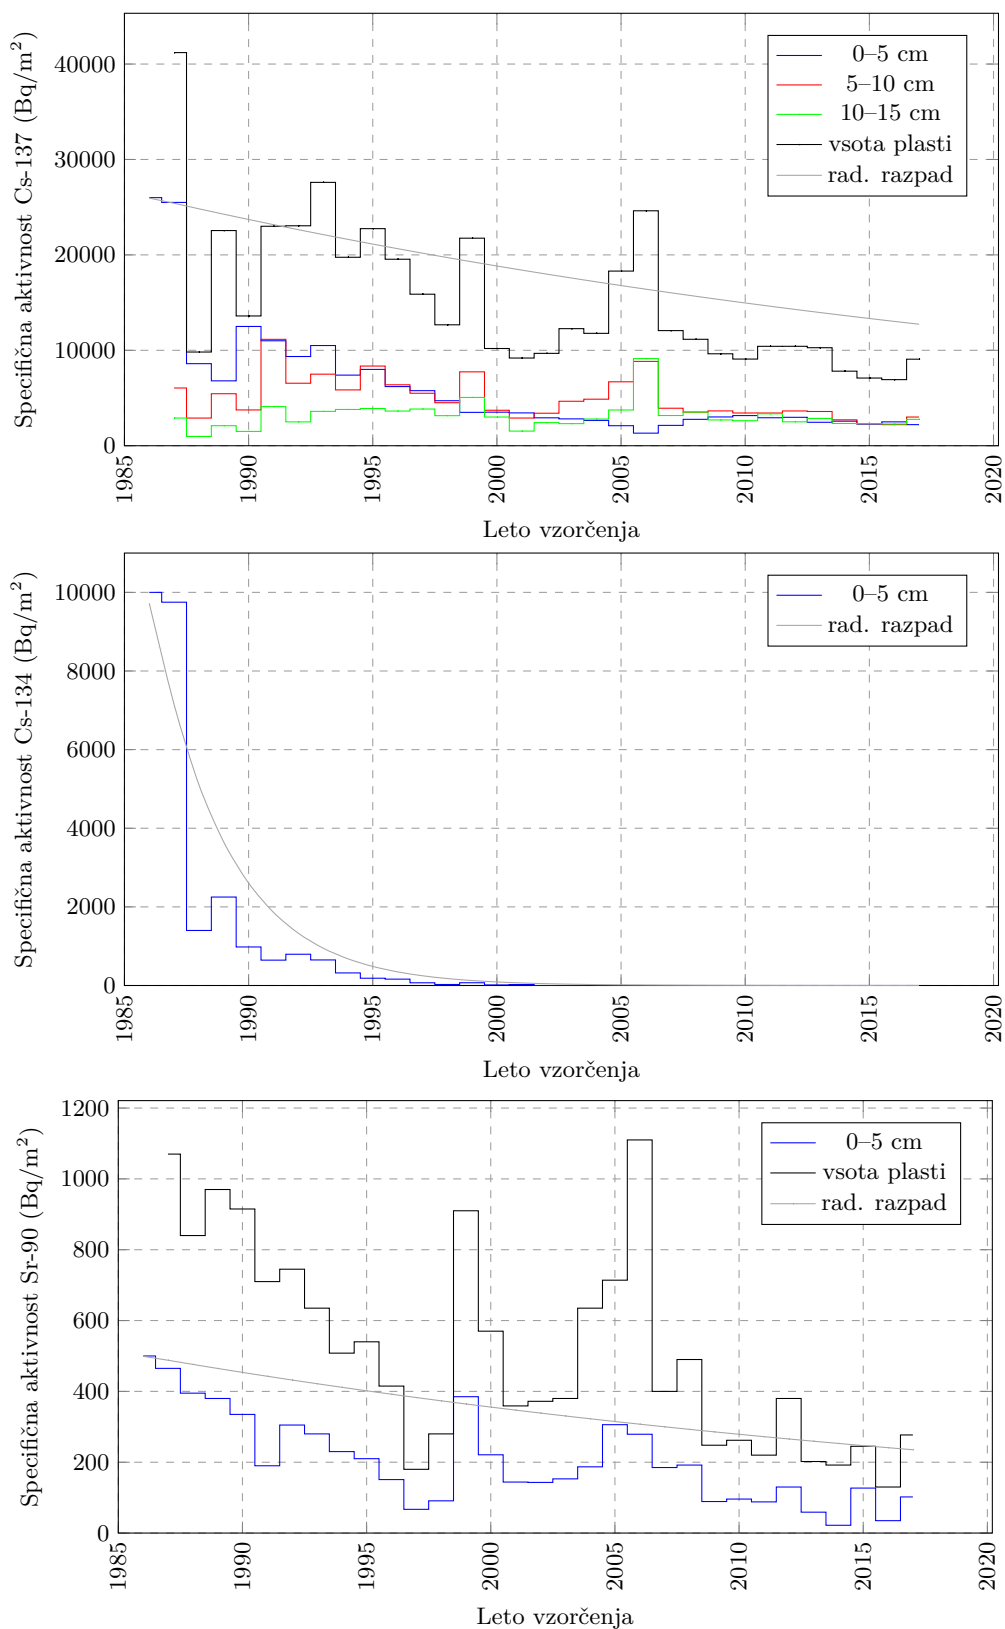 Specifična aktivnost Cs-137 (Bq/m²)
40000
30000
20000
10000
0
0–5 cm
5–10 cm
10–15 cm
vsota plasti
rad. razpad
1985
1990
1995
2000
2005
2010
2015
2020
Leto vzorčenja
Specifična aktivnost Cs-134 (Bq/m²)
10000
8000
6000
4000
2000
0
0–5 cm
rad. razpad
1985
1990
1995
2000
2005
2010
2015
2020
Leto vzorčenja
Specifična aktivnost Sr-90 (Bq/m²)
1200
1000
800
600
400
200
0
0–5 cm
vsota plasti
rad. razpad
1985
1990
1995
2000
2005
2010
2015
2020
Leto vzorčenja